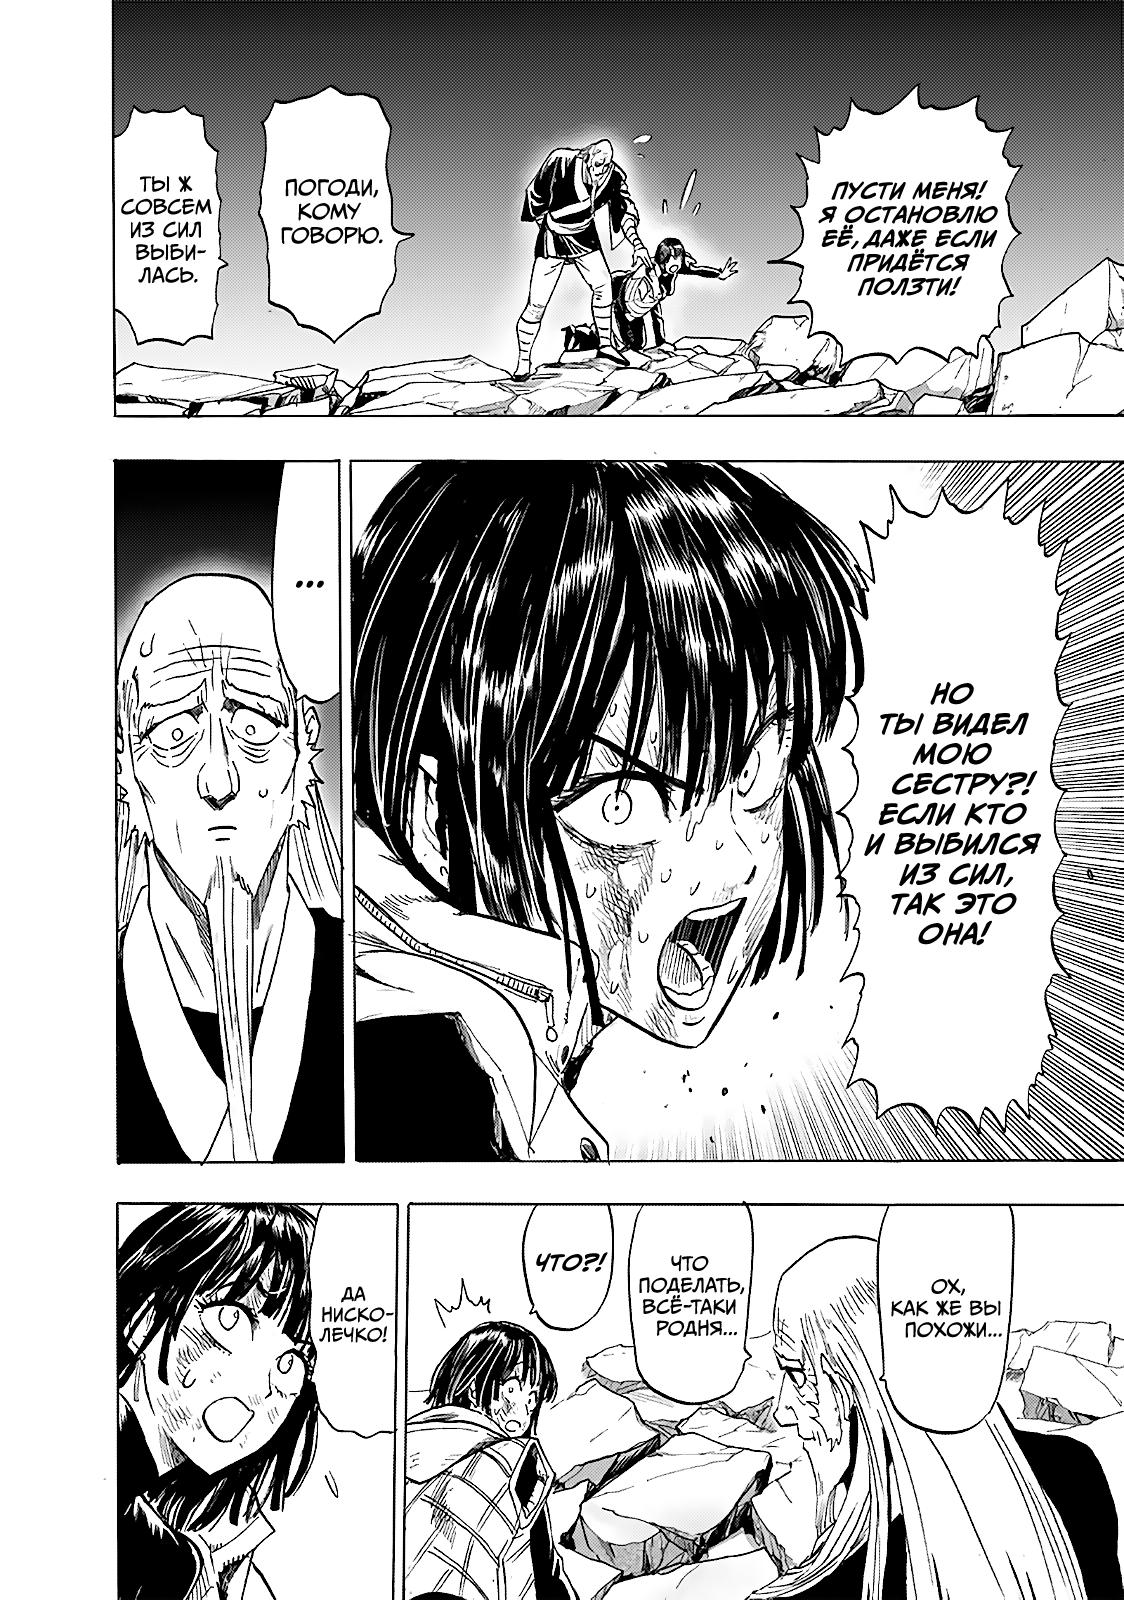 ПУСТИ МЕНЯ!
Я ОСТАНОВЛЮ
ЕЁ, ДАЖЕ ЕСЛИ
ПРИДЁТСЯ
ПОЛЗТИ!
ПОГОДИ,
КОМУ
ГОВОРЮ.
ТЫ Ж
СОВСЕМ
ИЗ СИЛ
ВЫБИ-
ЛАСЬ.
НО
ТЫ ВИДЕЛ
МОЮ
СЕСТРУ?!
ЕСЛИ КТО
И ВЫБИЛСЯ
ИЗ СИЛ,
ТАК ЭТО
ОНА!
...
ОХ,
КАК ЖЕ ВЫ
ПОХОЖИ...
ЧТО
ПОДЕЛАТЬ,
ВСЁ-ТАКИ
РОДНЯ...
ЧТО?!
ДА
НИСКО-
ЛЕЧКО!